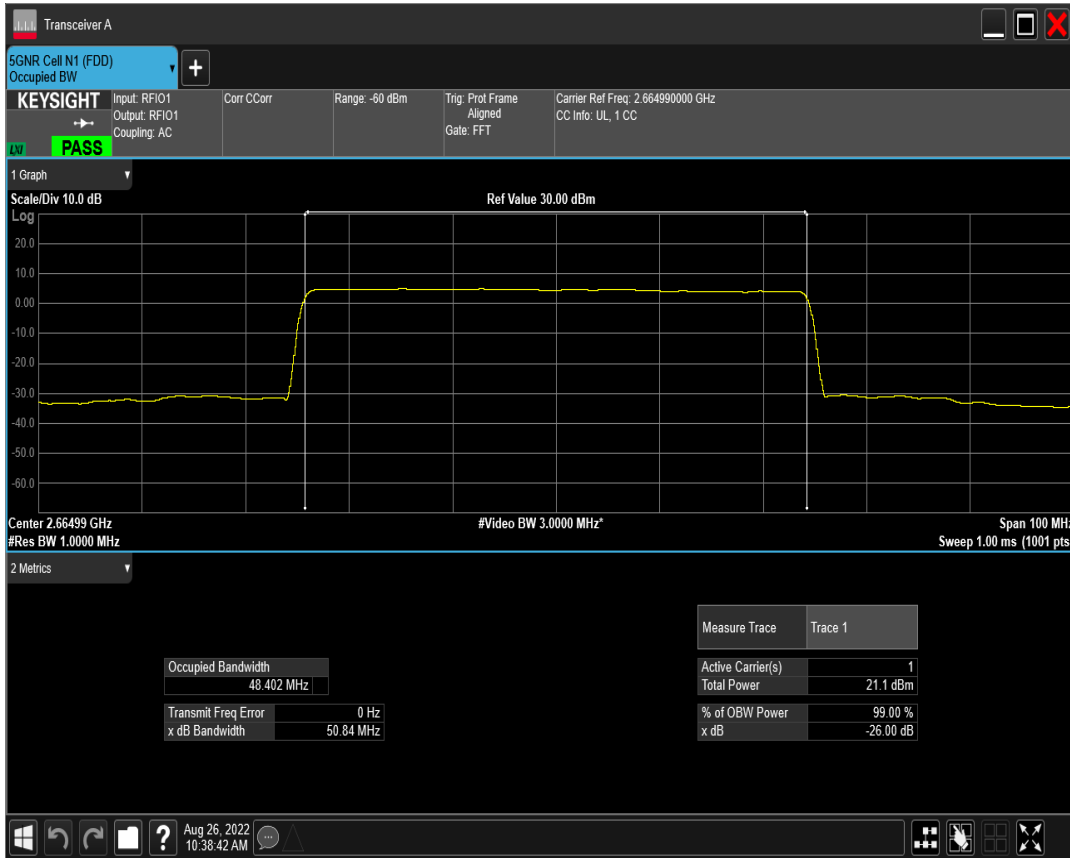 Transceiver A
5GNR Cell N1 (FDD)
Occupied BW
+
KEYSIGHT
LXI
PASS
Input: RFIO1
Output: RFIO1
Coupling: AC
Corr CCorr
Range: -60 dBm
Trig: Prot Frame
Aligned
Gate: FFT
Carrier Ref Freq: 2.664990000 GHz
CC Info: UL, 1 CC
1 Graph
Scale/Div 10.0 dB
Ref Value 30.00 dBm
Log
20.0
10.0
0.00
-10.0
-20.0
-30.0
-40.0
-50.0
-60.0
Center 2.66499 GHz
#Video BW 3.0000 MHz*
Span 100 MHz
#Res BW 1.0000 MHz
Sweep 1.00 ms (1001 pts
2 Metrics
Measure Trace Trace 1
Occupied Bandwidth
48.402 MHz
Active Carrier(s) 1
Total Power 21.1 dBm
Transmit Freq Error 0 Hz
x dB Bandwidth 50.84 MHz
% of OBW Power 99.00 %
x dB -26.00 dB
?
Aug 26, 2022
10:38:42 AM